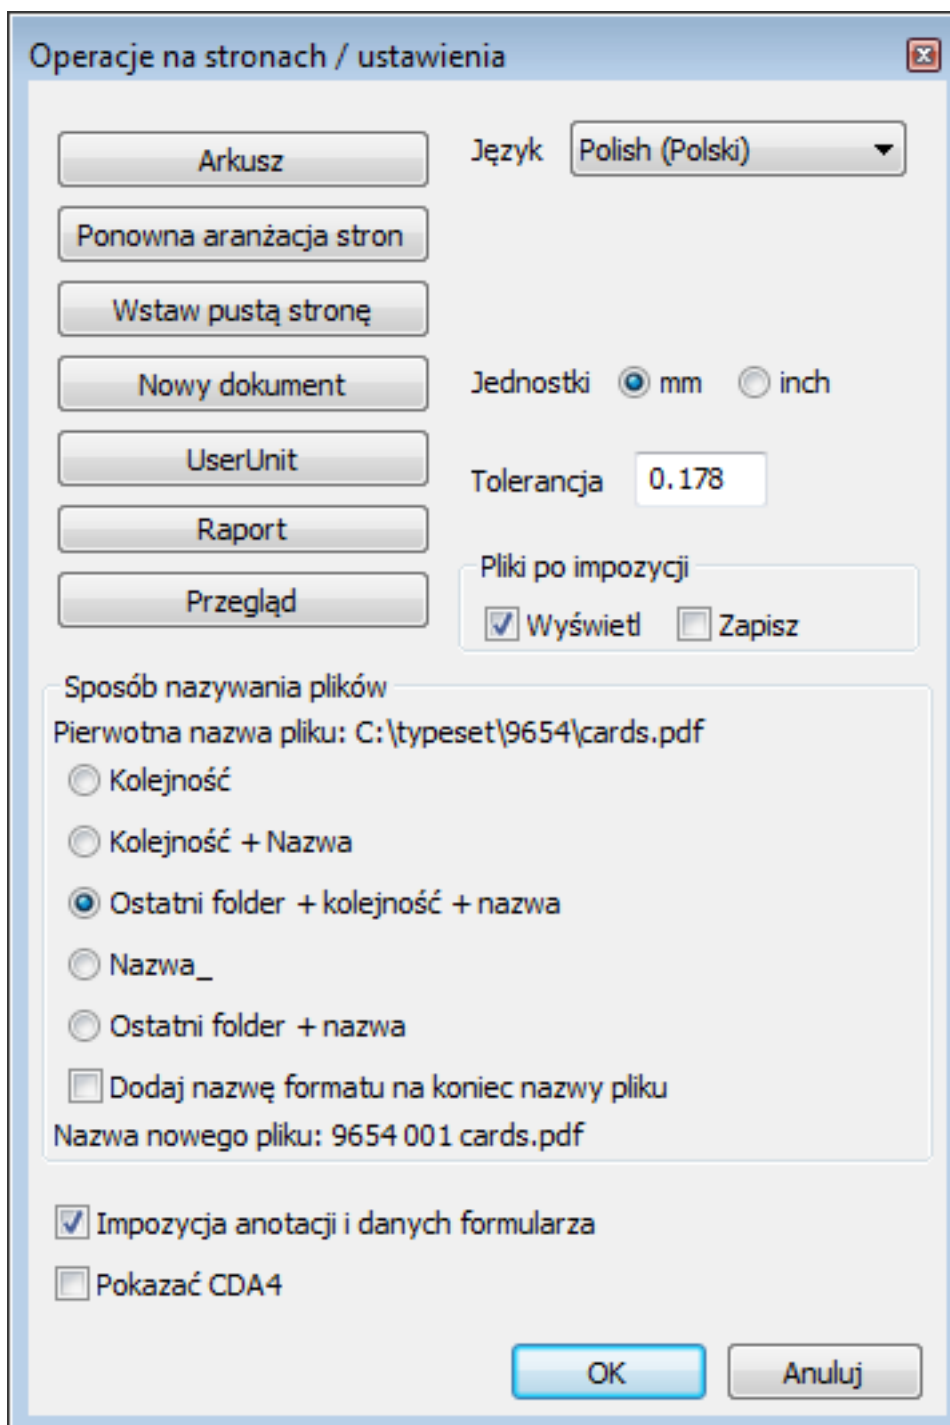 Operacje na stronach / ustawienia
Arkusz
Język Polish (Polski)
Ponowna aranżacja stron
Wstaw pustą stronę
Nowy dokument
Jednostki mm inch
UserUnit
Tolerancja 0.178
Raport
Pliki po impozycji
Przegląd
Wyświetl Zapisz
Sposób nazywania plików
Pierwotna nazwa pliku: C:\typeset\9654\cards.pdf
Kolejność
Kolejność + Nazwa
Ostatni folder + kolejność + nazwa
Nazwa_
Ostatni folder + nazwa
Dodaj nazwę formatu na koniec nazwy pliku
Nazwa nowego pliku: 9654 001 cards.pdf
Impozycja anotacji i danych formularza
Pokazać CDA4
OK Anuluj